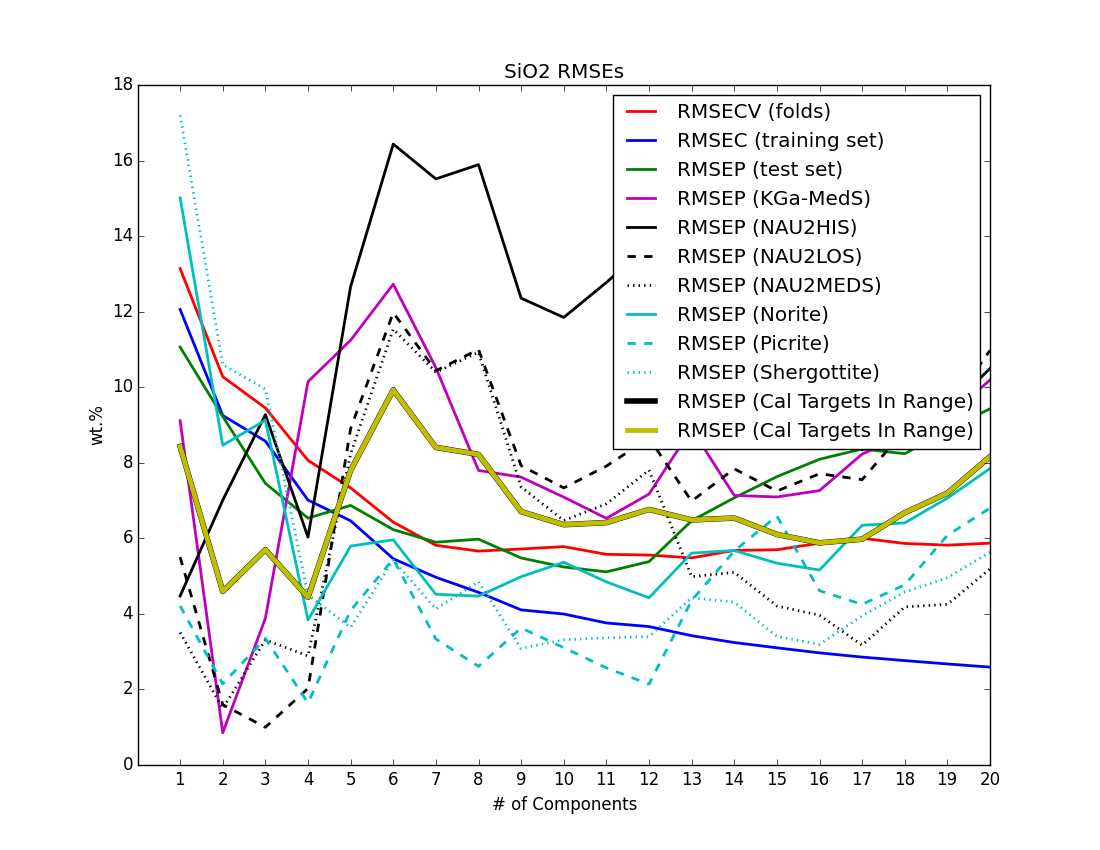 SiO2 RMSEs
18
16
14
12
10
8
6
4
2
0
wt.%
RMSECV (folds)
RMSEC (training set)
RMSEP (test set)
RMSEP (KGa-MedS)
RMSEP (NAU2HIS)
RMSEP (NAU2LOS)
RMSEP (NAU2MEDS)
RMSEP (Norite)
RMSEP (Picrite)
RMSEP (Shergottite)
RMSEP (Cal Targets In Range)
RMSEP (Cal Targets In Range)
1 2 3 4 5 6 7 8 9 10 11 12 13 14 15 16 17 18 19 20
# of Components